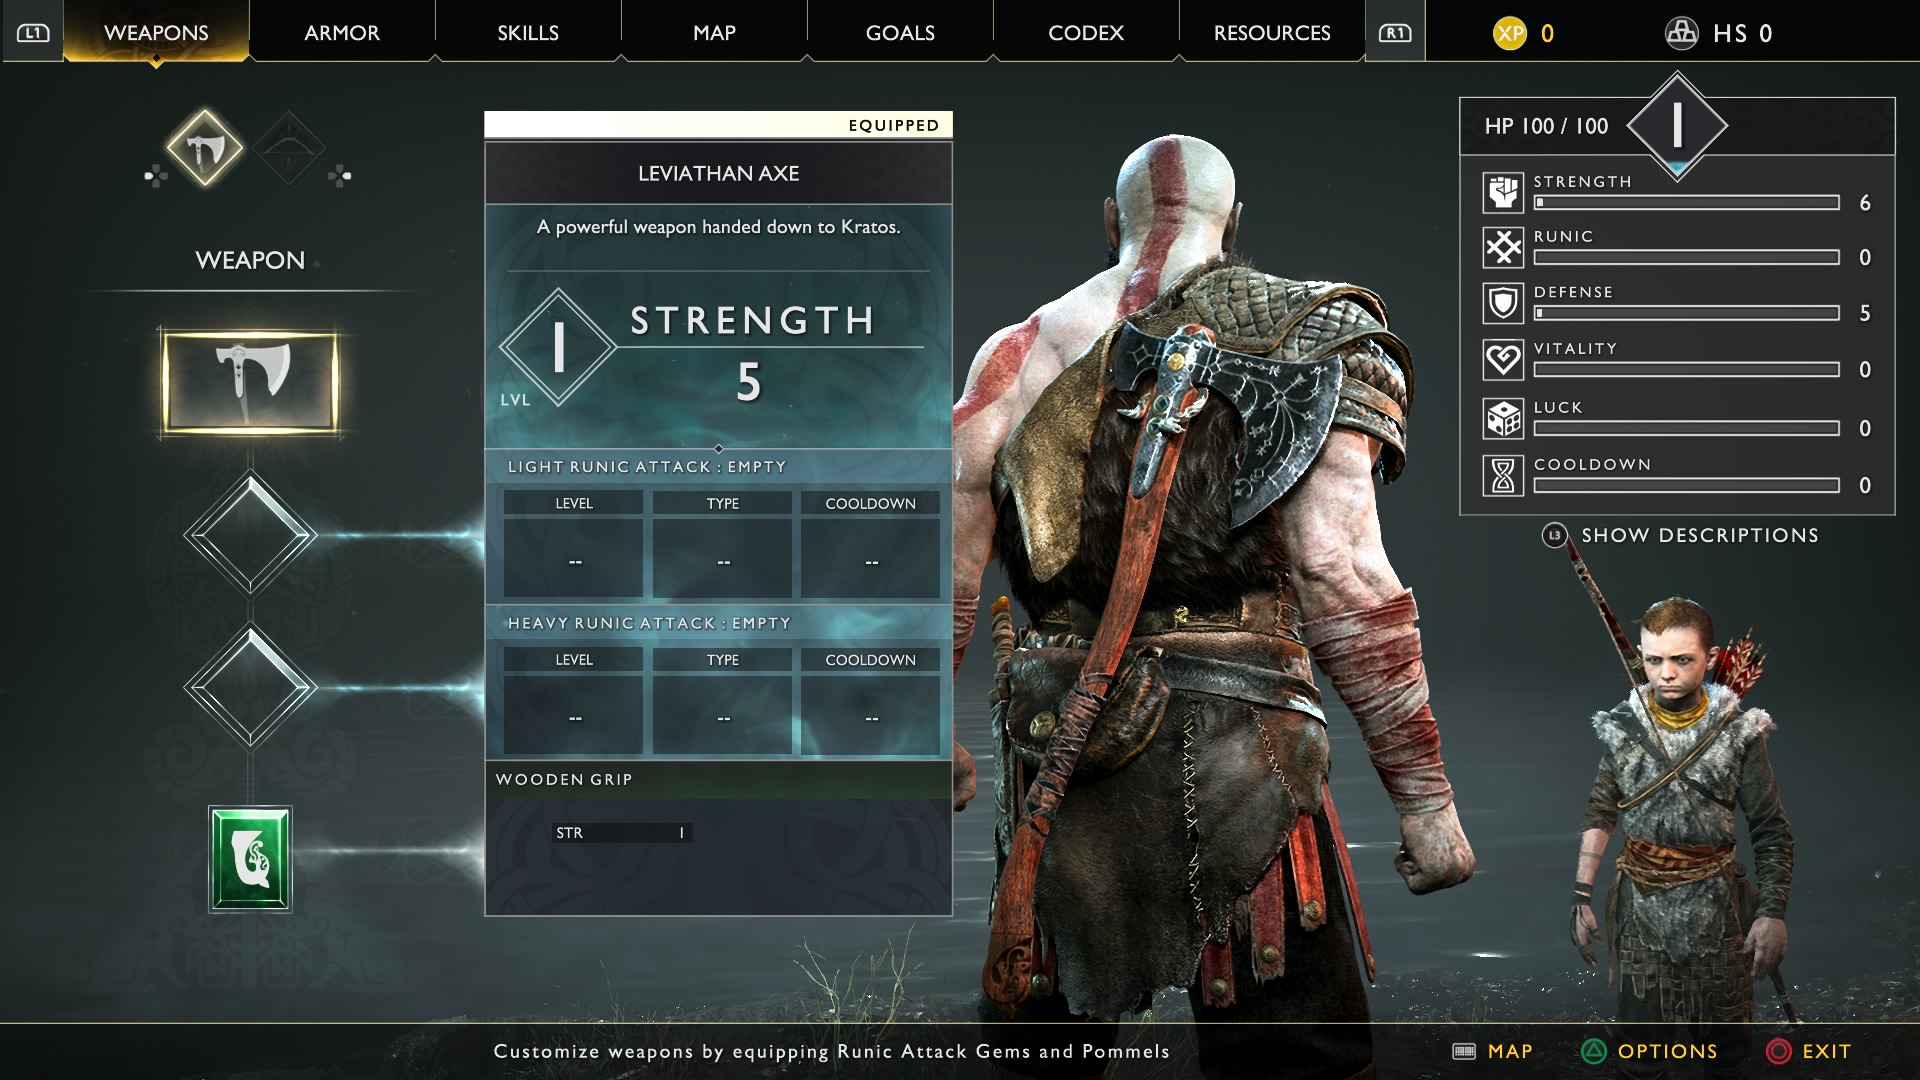 L1 WEAPONS ARMOR SKILLS MAP GOALS CODEX RESOURCES R1 XP 0 HS 0
WEAPON
EQUIPPED
LEVIATHAN AXE
A powerful weapon handed down to Kratos.
1
LVL
STRENGTH
5
LIGHT RUNIC ATTACK : EMPTY
LEVEL TYPE COOLDOWN
-- -- --
HEAVY RUNIC ATTACK : EMPTY
LEVEL TYPE COOLDOWN
-- -- --
WOODEN GRIP
STR 1
HP 100 / 100
1
STRENGTH
6
RUNIC
0
DEFENSE
5
VITALITY
0
LUCK
0
COOLDOWN
0
L3 SHOW DESCRIPTIONS
Customize weapons by equipping Runic Attack Gems and Pommels
MAP OPTIONS EXIT